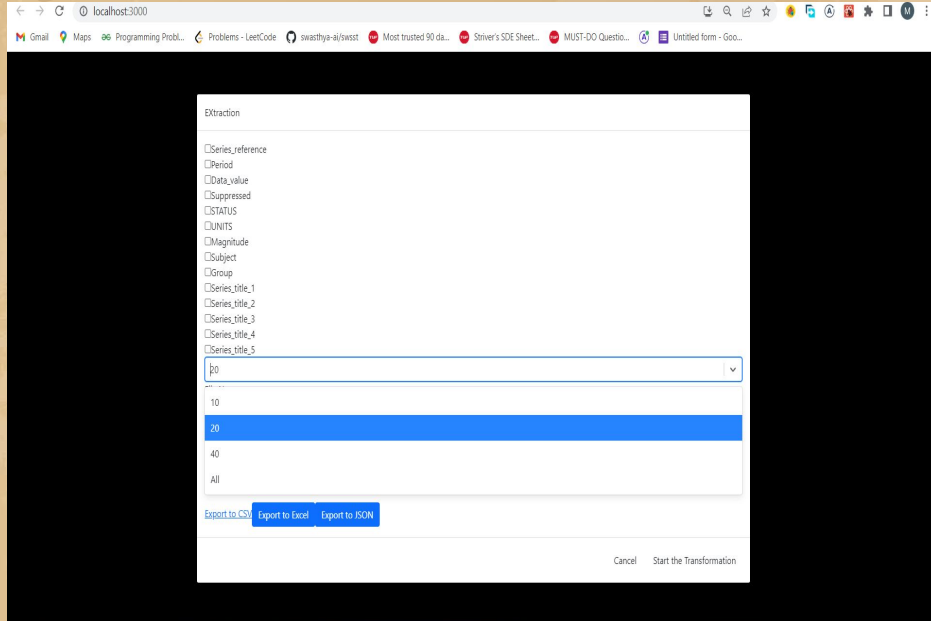 localhost:3000
M
Gmail Maps Programming Probl... Problems - LeetCode swasthya-ai/swsst Most trusted 90 da... Striver's SDE Sheet... MUST-DO Questio... Untitled form - Goo...
EXtraction
Series_reference
Period
Data_value
Suppressed
STATUS
UNITS
Magnitude
Subject
Group
Series_title_1
Series_title_2
Series_title_3
Series_title_4
Series_title_5
20
10
20
40
All
Export to CSV Export to Excel Export to JSON
Cancel Start the Transformation